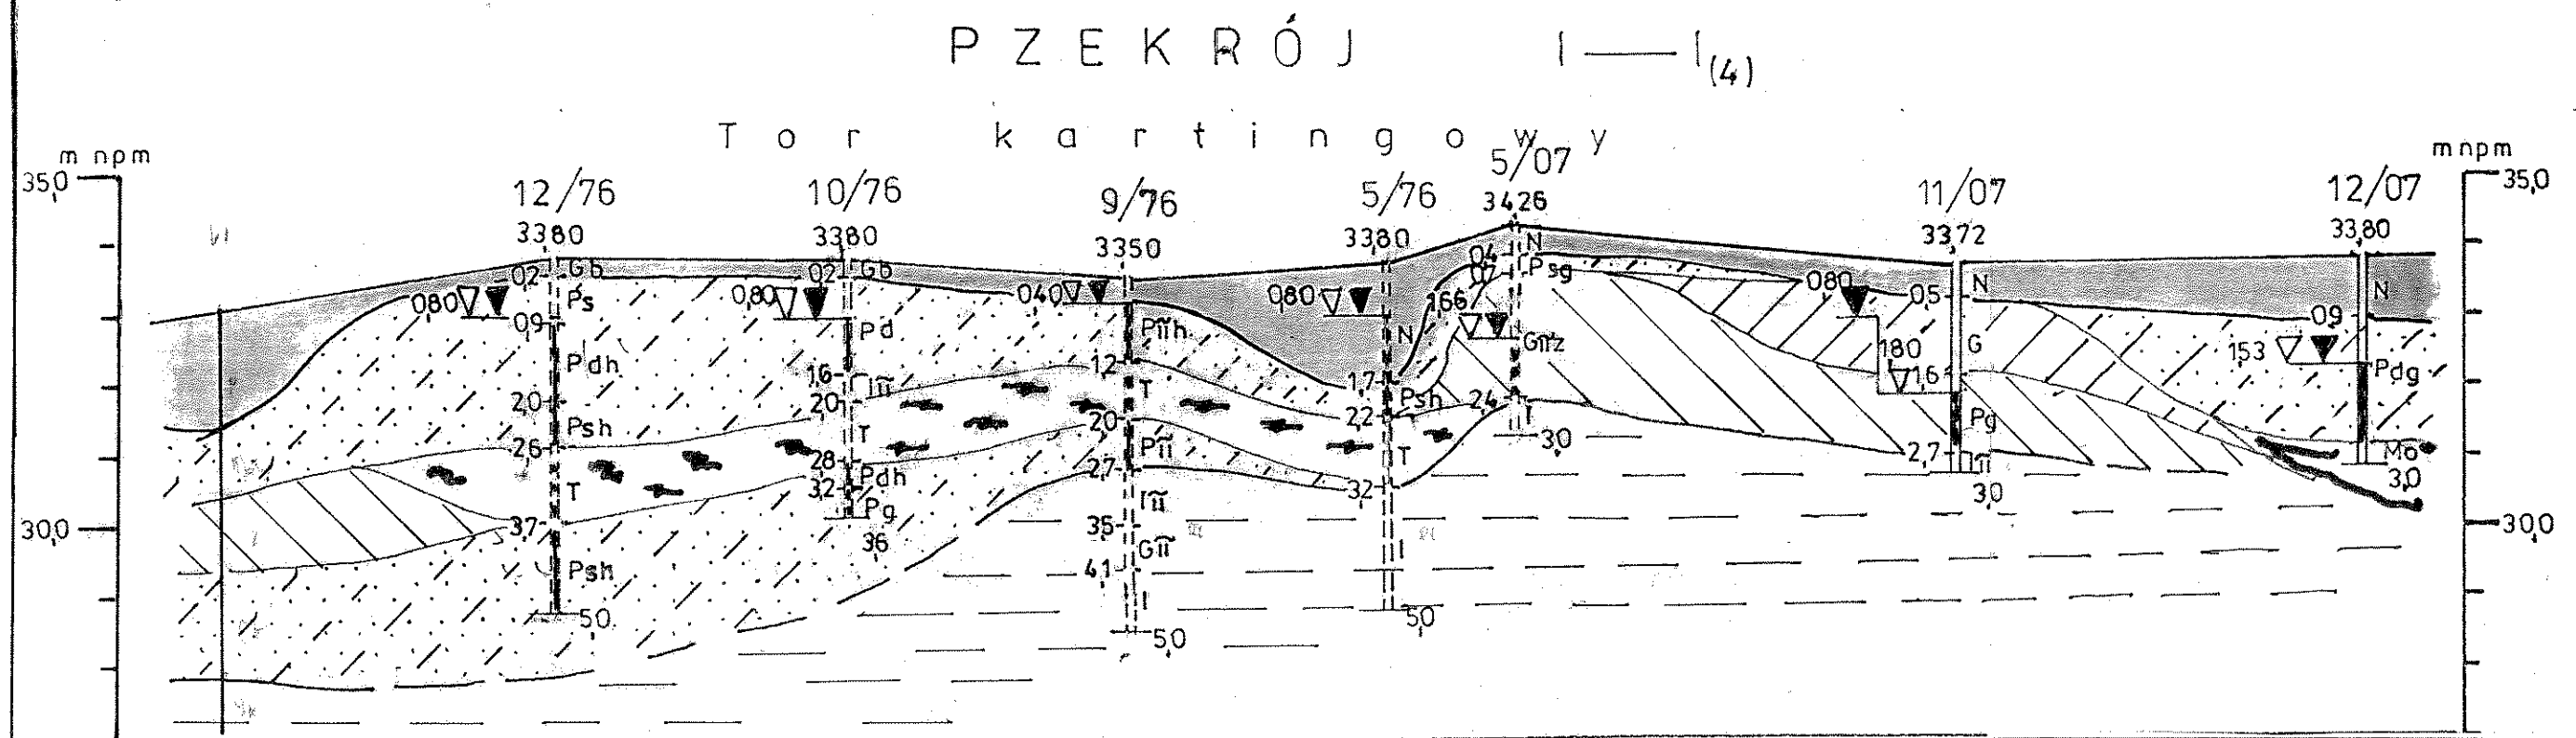 PZEKRÓJ I — I (4)
Tor kartingowy
m npm
m npm
35,0
35,0
30,0
30,0
12/76
33,80
0,2
Gb
Ps
0,80
0,9
Pdh
2,0
Psh
2,6
T
3,7
Psh
5,0
10/76
33,80
0,2
Gb
0,80
Pd
1,6
Iπ
2,0
T
2,8
Pdh
3,2
Pg
3,6
9/76
33,50
0,40
Pπh
1,2
T
2,0
Pπ
2,7
Iπ
3,5
Gπ
4,1
I
5,0
5/76
33,80
0,80
N
1,7
Psh
2,2
T
3,2
I
5,0
5/07
34,26
N
0,4
Psg
0,7
1,66
Gπz
2,4
I
3,0
11/07
33,72
N
0,80
0,5
G
1,80
1,6
Pg
2,7
Iπ
3,0
12/07
33,80
N
0,9
1,53
Pdg
Mo
3,0